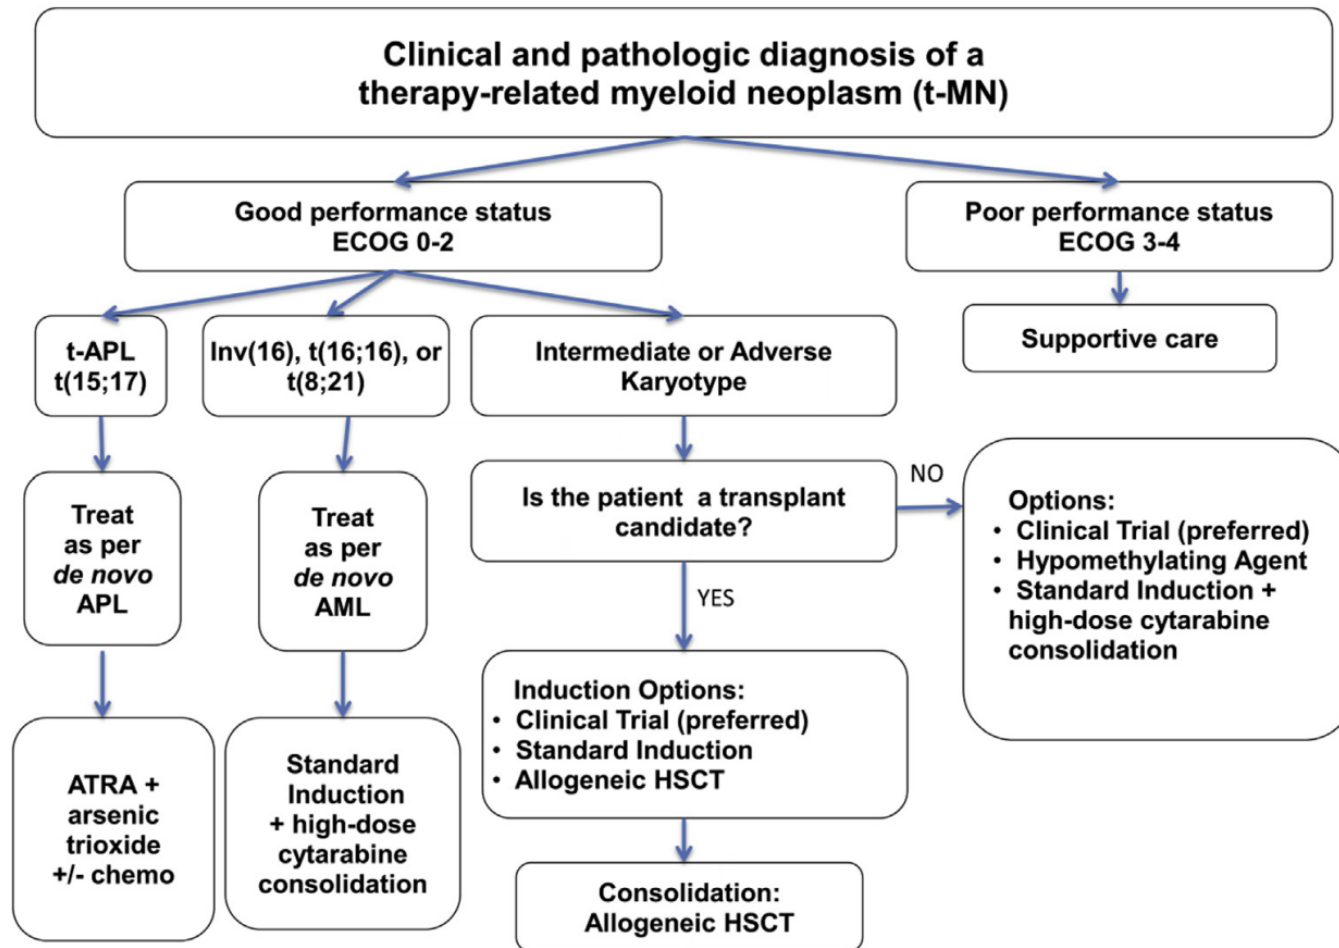 Clinical and pathologic diagnosis of a
therapy-related myeloid neoplasm (t-MN)
Good performance status
ECOG 0-2
Poor performance status
ECOG 3-4
t-APL
t(15;17)
Inv(16), t(16;16), or
t(8;21)
Intermediate or Adverse
Karyotype
Supportive care
Treat
as per
de novo
APL
Treat
as per
de novo
AML
Is the patient a transplant
candidate?
NO
Options:
• Clinical Trial (preferred)
• Hypomethylating Agent
• Standard Induction +
high-dose cytarabine
consolidation
YES
ATRA +
arsenic
trioxide
+/- chemo
Standard
Induction
+ high-dose
cytarabine
consolidation
Induction Options:
• Clinical Trial (preferred)
• Standard Induction
• Allogeneic HSCT
Consolidation:
Allogeneic HSCT